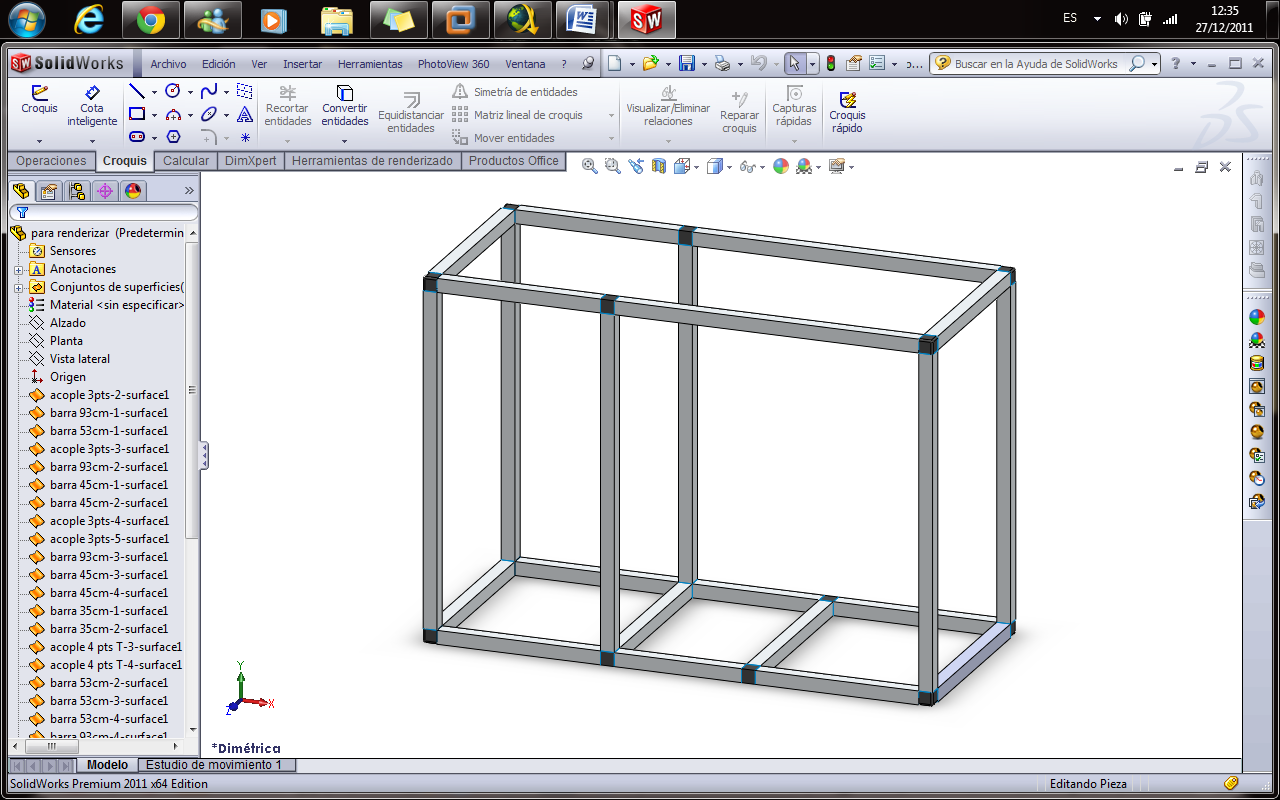 ES
12:35
27/12/2011
SolidWorks
Archivo Edición Ver Insertar Herramientas PhotoView 360 Ventana ?
Buscar en la Ayuda de SolidWorks
Croquis
Cota inteligente
Recortar entidades
Convertir entidades
Equidistanciar entidades
Simetría de entidades
Matriz lineal de croquis
Mover entidades
Visualizar/Eliminar relaciones
Reparar croquis
Capturas rápidas
Croquis rápido
Operaciones Croquis Calcular DimXpert Herramientas de renderizado Productos Office
para renderizar (Predetermin
Sensores
Anotaciones
Conjuntos de superficies(
Material <sin especificar>
Alzado
Planta
Vista lateral
Origen
acople 3pts-2-surface1
barra 93cm-1-surface1
barra 53cm-1-surface1
acople 3pts-3-surface1
barra 93cm-2-surface1
barra 45cm-1-surface1
barra 45cm-2-surface1
acople 3pts-4-surface1
acople 3pts-5-surface1
barra 93cm-3-surface1
barra 45cm-3-surface1
barra 45cm-4-surface1
barra 35cm-1-surface1
barra 35cm-2-surface1
acople 4 pts T-3-surface1
acople 4 pts T-4-surface1
barra 53cm-2-surface1
barra 53cm-3-surface1
barra 53cm-4-surface1
barra 93cm-4-surface1
Y
X
Z
*Dimétrica
Modelo Estudio de movimiento 1
SolidWorks Premium 2011 x64 Edition
Editando Pieza